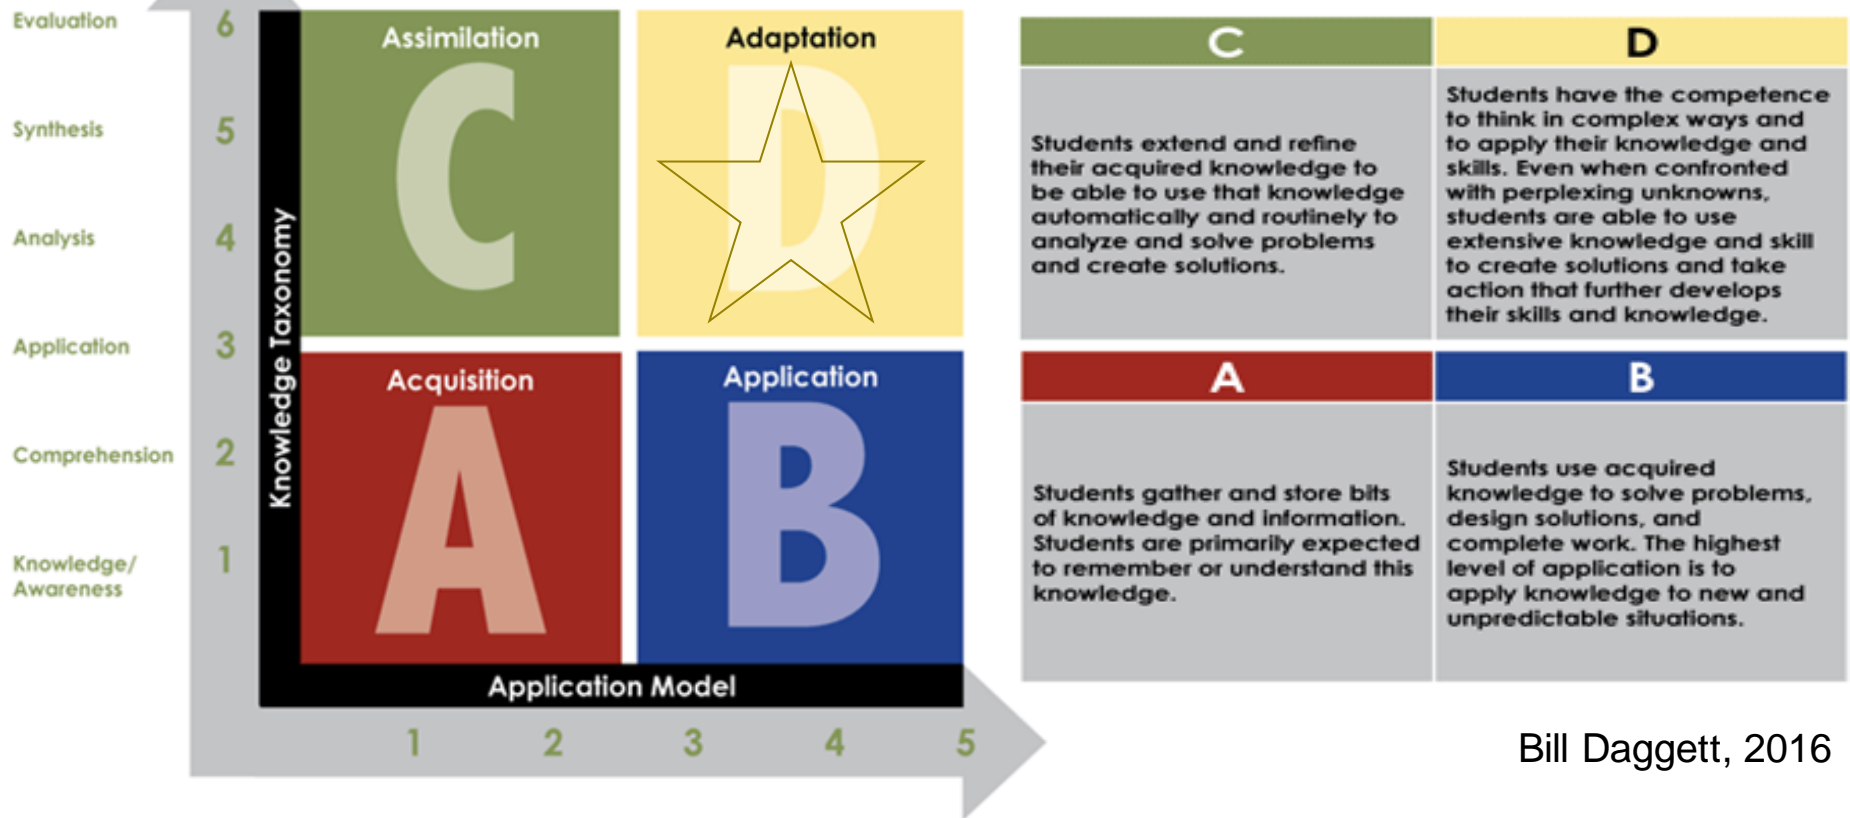 Evaluation
6
Synthesis
5
Analysis
4
Application
3
Comprehension
2
Knowledge/
Awareness
1
Knowledge Taxonomy
Assimilation
C
Adaptation
D
Acquisition
A
Application
B
Application Model
1 2 3 4 5
C
Students extend and refine
their acquired knowledge to
be able to use that knowledge
automatically and routinely to
analyze and solve problems
and create solutions.
D
Students have the competence
to think in complex ways and
to apply their knowledge and
skills. Even when confronted
with perplexing unknowns,
students are able to use
extensive knowledge and skill
to create solutions and take
action that further develops
their skills and knowledge.
A
Students gather and store bits
of knowledge and information.
Students are primarily expected
to remember or understand this
knowledge.
B
Students use acquired
knowledge to solve problems,
design solutions, and
complete work. The highest
level of application is to
apply knowledge to new and
unpredictable situations.
Bill Daggett, 2016